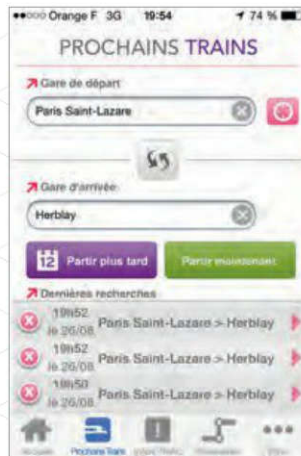 Orange F 3G 19:54 74 %
PROCHAINS TRAINS
Gare de départ
Paris Saint-Lazare
Gare d'arrivée
Herblay
12 Partir plus tard
Partir maintenant
Dernières recherches
19h52
le 26/08 Paris Saint-Lazare > Herblay
19h52
le 26/08 Paris Saint-Lazare > Herblay
19h50
le 26/08 Paris Saint-Lazare > Herblay
Prochains Trains